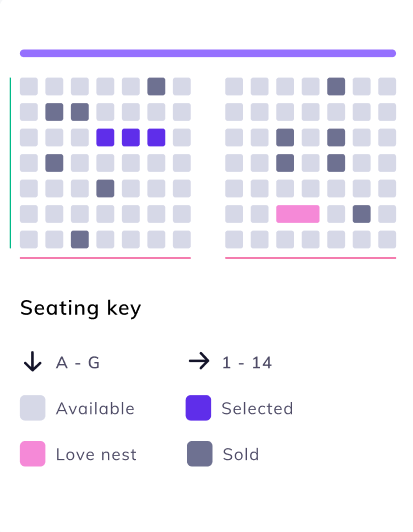 Seating key
A - G
1 - 14
Available
Selected
Love nest
Sold